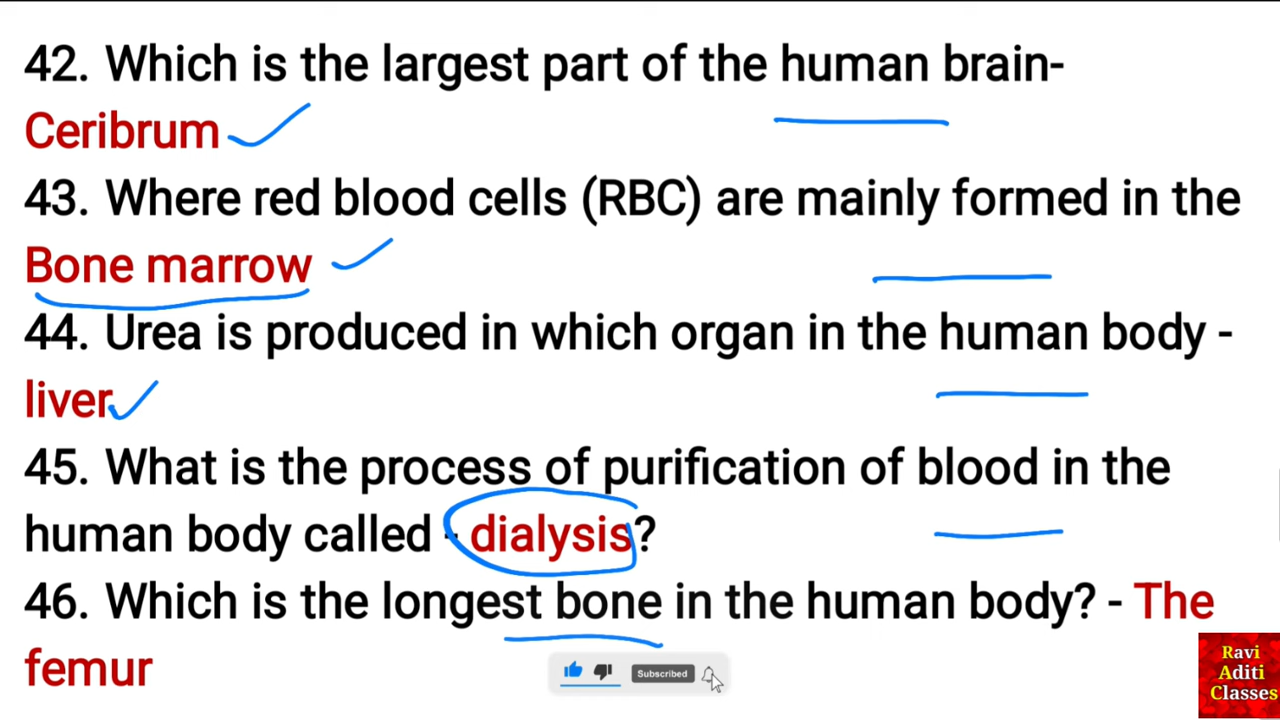 42. Which is the largest part of the human brain-
Ceribrum
43. Where red blood cells (RBC) are mainly formed in the
Bone marrow
44. Urea is produced in which organ in the human body -
liver
45. What is the process of purification of blood in the
human body called - dialysis?
46. Which is the longest bone in the human body? - The
femur
Subscribed
Ravi
Aditi
Classes